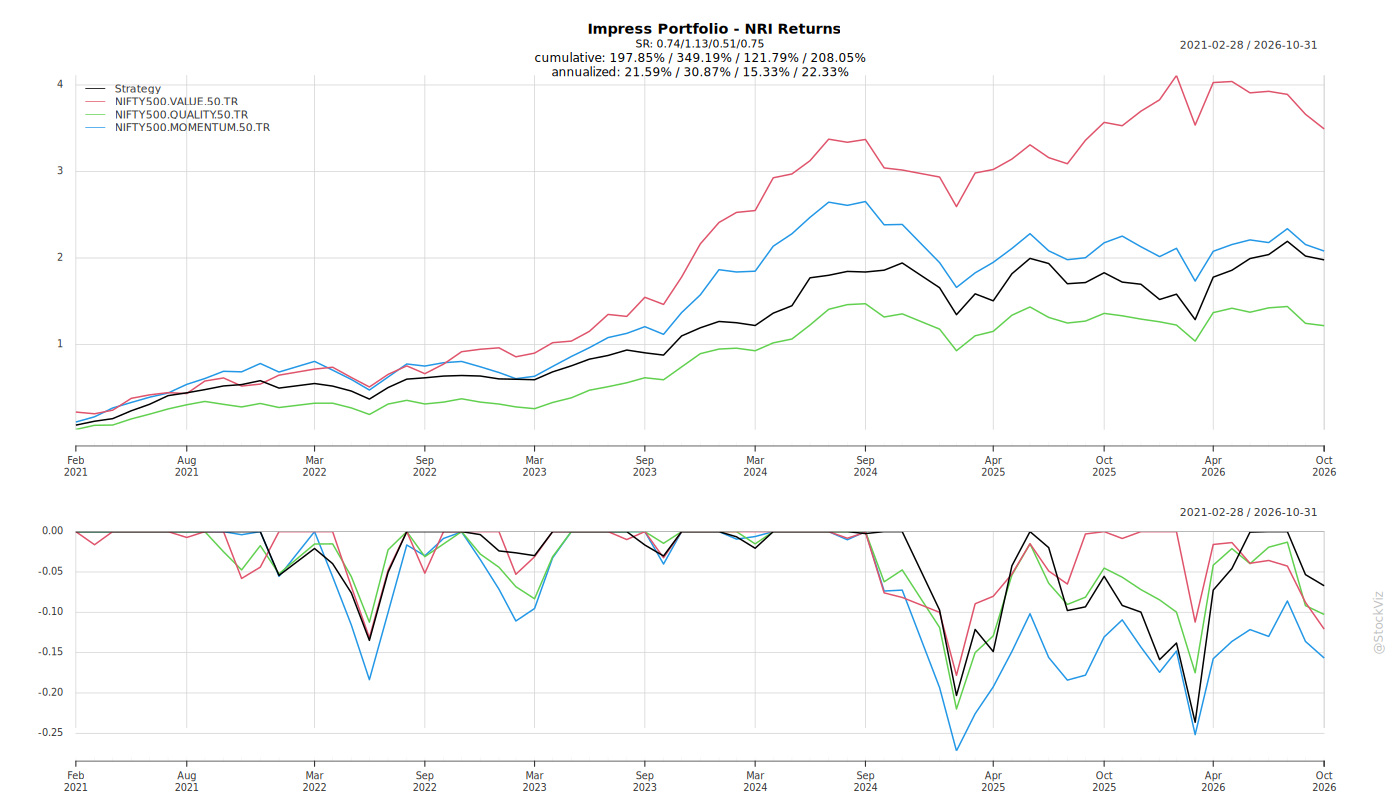 Impress Portfolio - NRI Returns
SR: 0.74/1.13/0.51/0.75
cumulative: 197.85% / 349.19% / 121.79% / 208.05%
annualized: 21.59% / 30.87% / 15.33% / 22.33%
2021-02-28 / 2026-10-31
Strategy
NIFTY500.VALUE.50.TR
NIFTY500.QUALITY.50.TR
NIFTY500.MOMENTUM.50.TR
4
3
2
1
Feb Aug Mar Sep Mar Sep Mar Sep Apr Oct Apr Oct
2021 2021 2022 2022 2023 2023 2024 2024 2025 2025 2026 2026
2021-02-28 / 2026-10-31
0.00
-0.05
-0.10
-0.15
-0.20
-0.25
Feb Aug Mar Sep Mar Sep Mar Sep Apr Oct Apr Oct
2021 2021 2022 2022 2023 2023 2024 2024 2025 2025 2026 2026
@StockViz